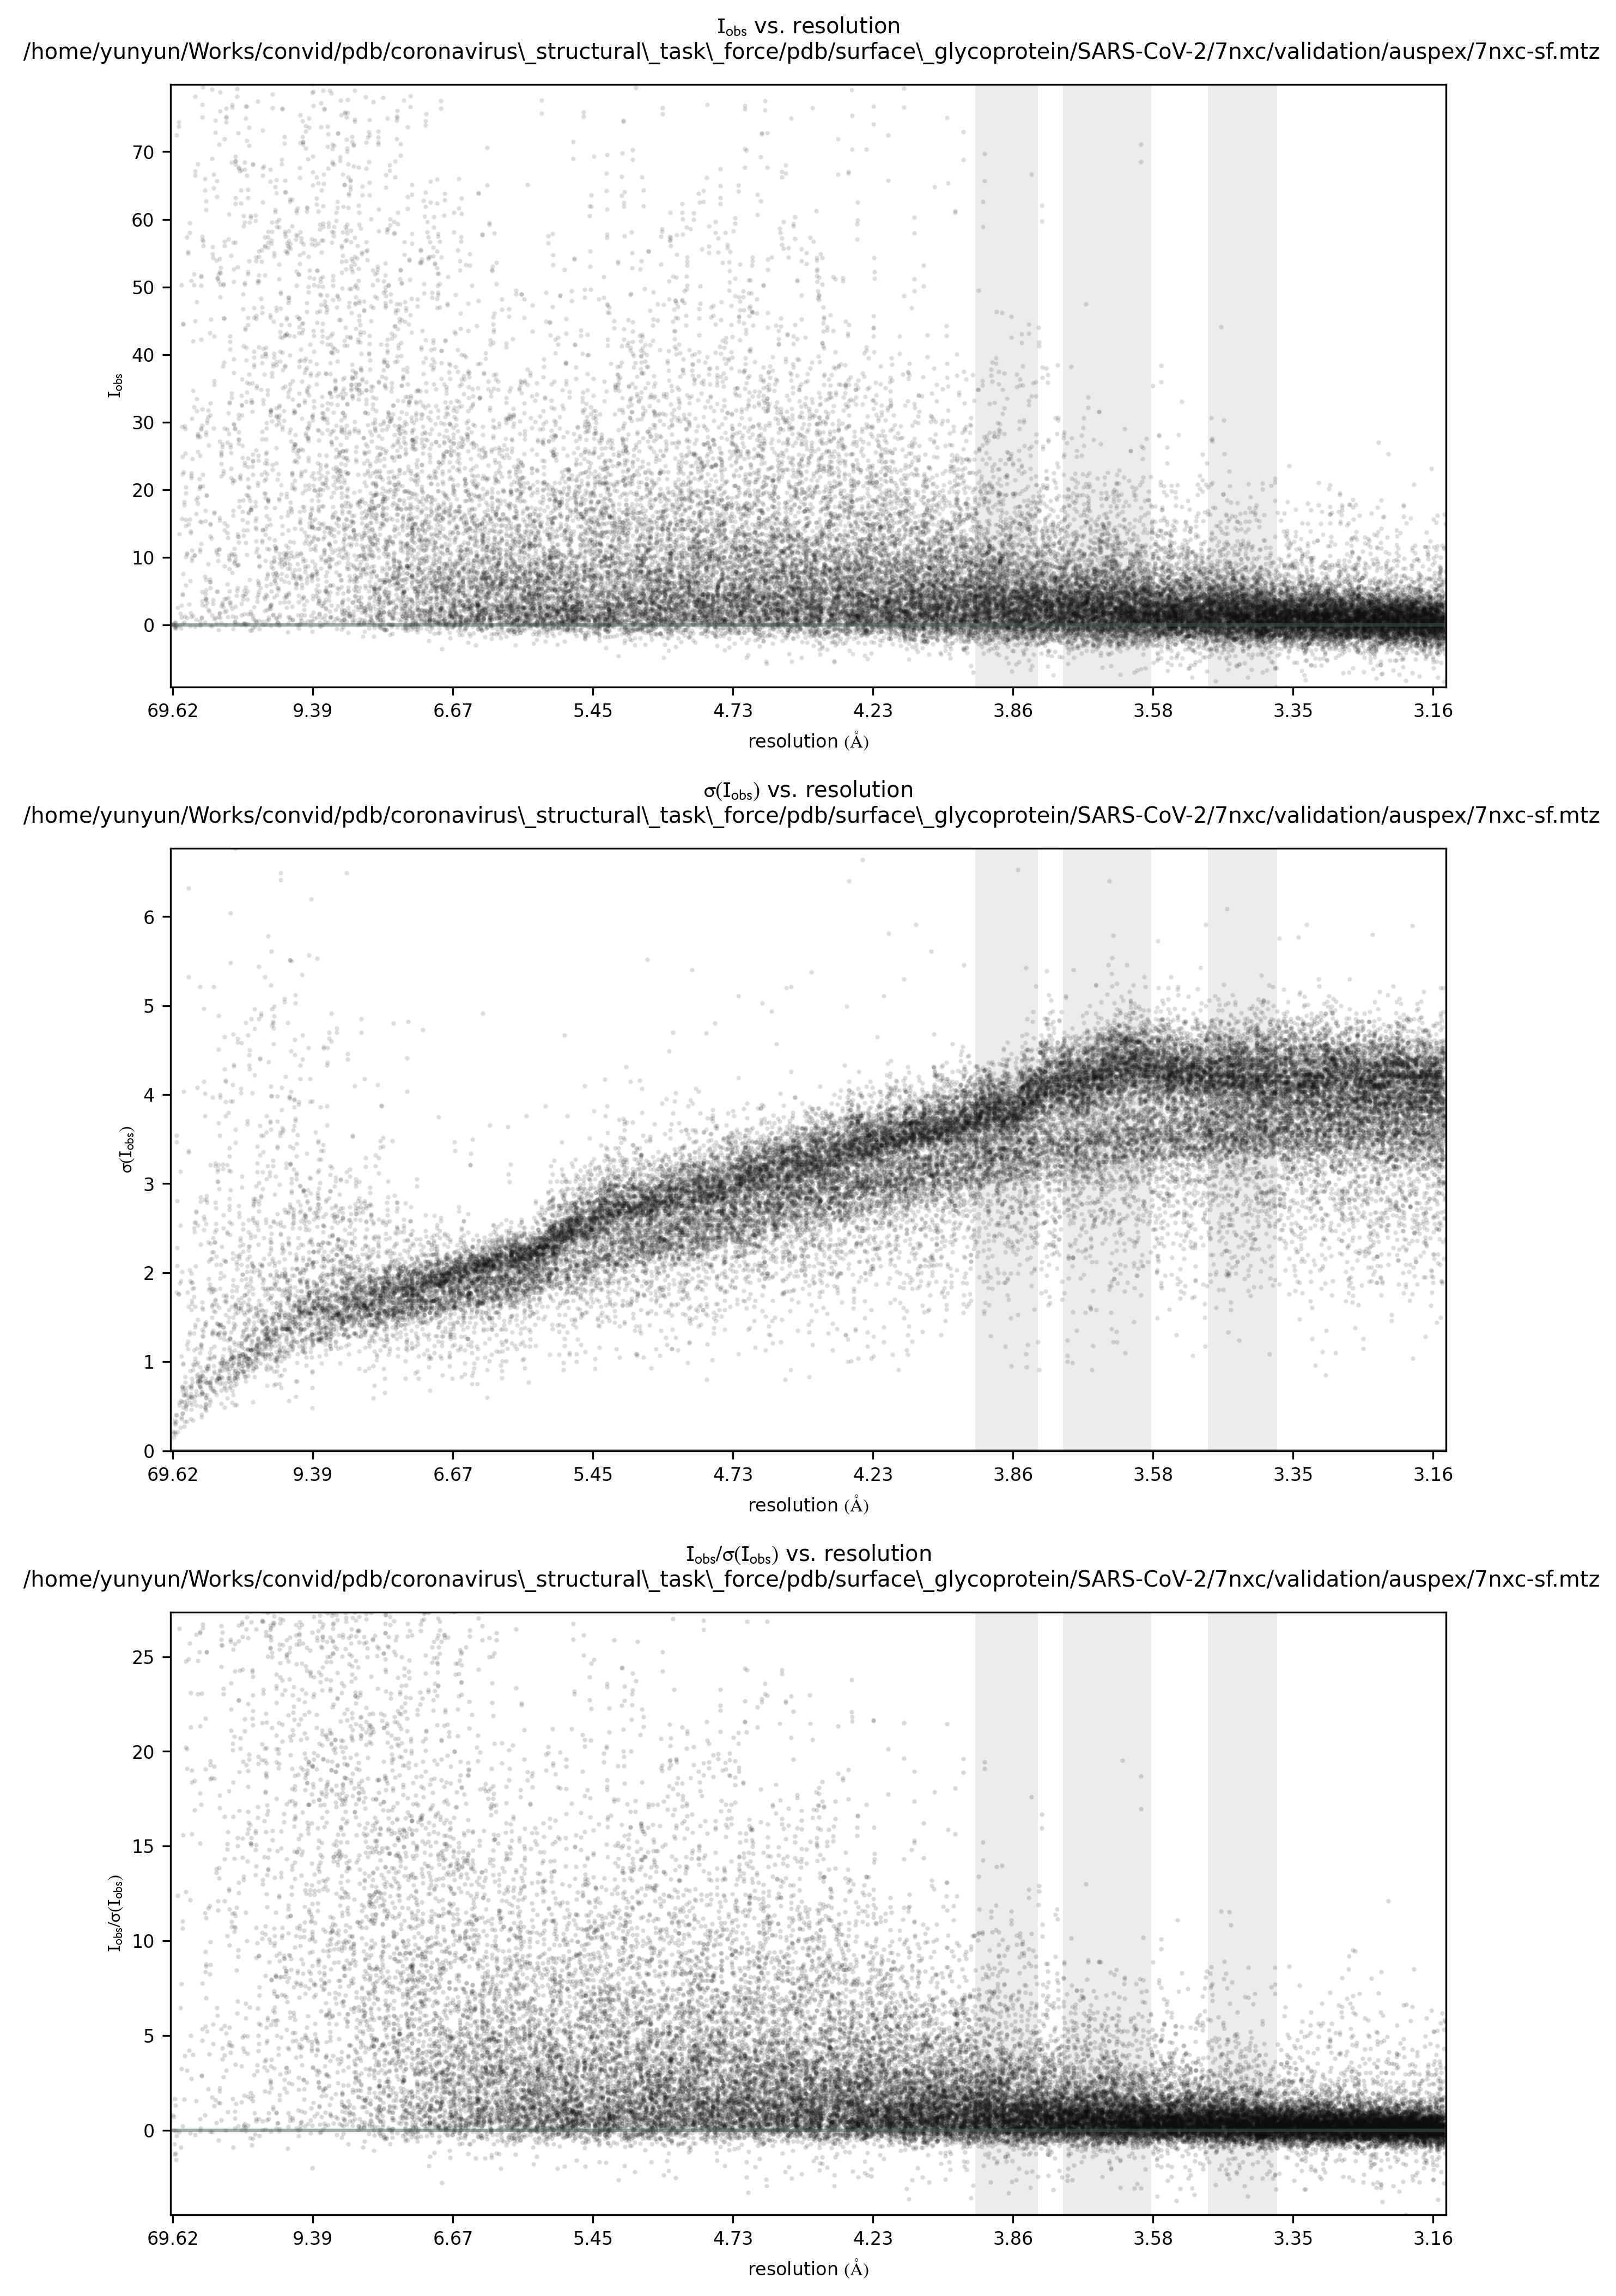 I_obs vs. resolution
/home/yunyun/Works/convid/pdb/coronavirus\_structural\_task\_force/pdb/surface\_glycoprotein/SARS-CoV-2/7nxc/validation/auspex/7nxc-sf.mtz
70
60
50
40
30
20
10
0
I_obs
69.62 9.39 6.67 5.45 4.73 4.23 3.86 3.58 3.35 3.16
resolution (Å)
σ(I_obs) vs. resolution
/home/yunyun/Works/convid/pdb/coronavirus\_structural\_task\_force/pdb/surface\_glycoprotein/SARS-CoV-2/7nxc/validation/auspex/7nxc-sf.mtz
6
5
4
3
2
1
0
σ(I_obs)
69.62 9.39 6.67 5.45 4.73 4.23 3.86 3.58 3.35 3.16
resolution (Å)
I_obs/σ(I_obs) vs. resolution
/home/yunyun/Works/convid/pdb/coronavirus\_structural\_task\_force/pdb/surface\_glycoprotein/SARS-CoV-2/7nxc/validation/auspex/7nxc-sf.mtz
25
20
15
10
5
0
I_obs/σ(I_obs)
69.62 9.39 6.67 5.45 4.73 4.23 3.86 3.58 3.35 3.16
resolution (Å)